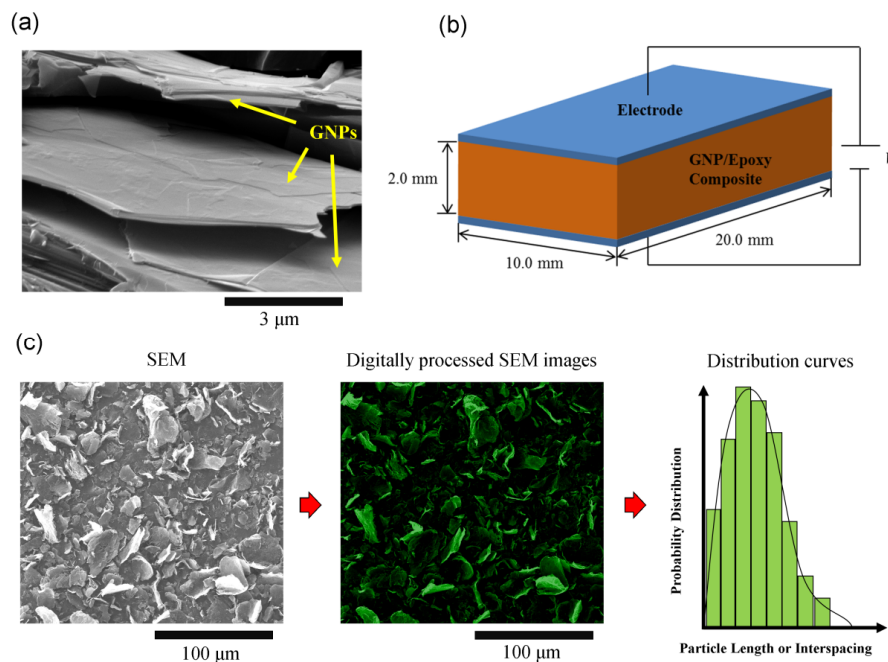 (a)
GNPs
3 μm
(b)
Electrode
GNP/Epoxy
Composite
2.0 mm
10.0 mm
20.0 mm
(c)
SEM
Digitally processed SEM images
Distribution curves
100 μm
100 μm
Probability Distribution
Particle Length or Interspacing